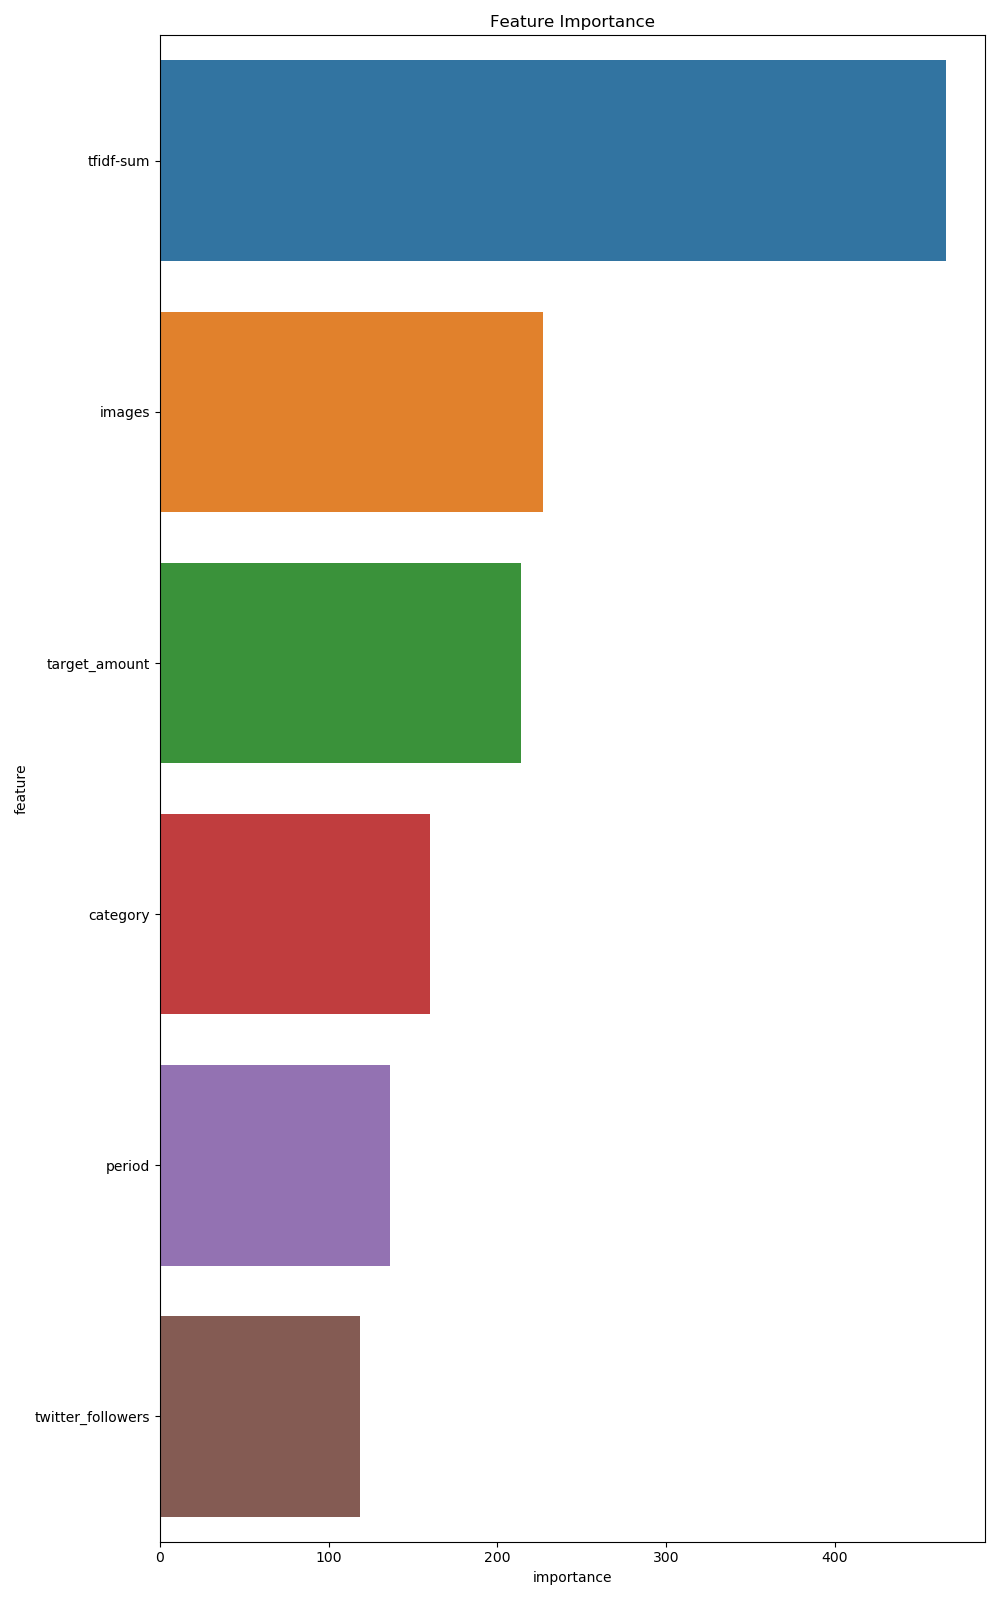 Feature Importance
tfidf-sum
images
target_amount
category
period
twitter_followers
feature
0 100 200 300 400
importance